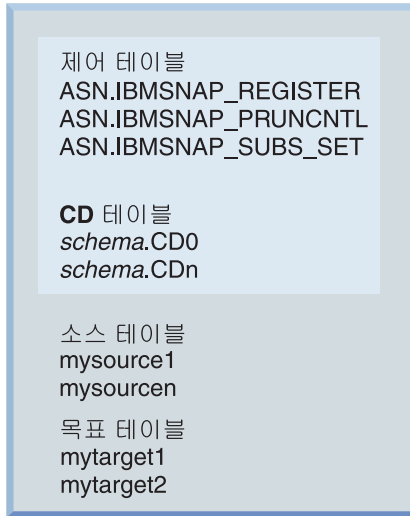 제어 테이블
ASN.IBMSNAP_REGISTER
ASN.IBMSNAP_PRUNCNTL
ASN.IBMSNAP_SUBS_SET
CD 테이블
schema.CD0
schema.CDn
소스 테이블
mysource1
mysourcen
목표 테이블
mytarget1
mytarget2